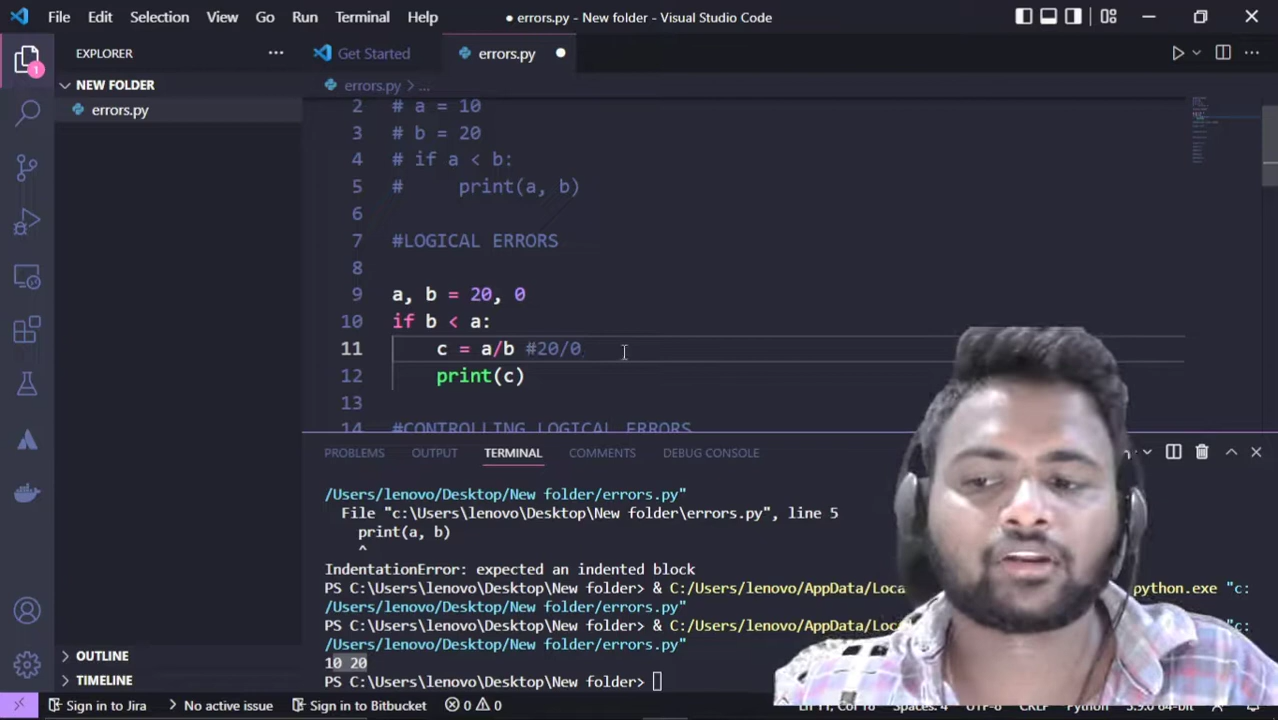 File Edit Selection View Go Run Terminal Help
● errors.py - New folder - Visual Studio Code
EXPLORER
Get Started
errors.py
1
NEW FOLDER
errors.py
errors.py > ...
2 # a = 10
3 # b = 20
4 # if a < b:
5 #     print(a, b)
6
7 #LOGICAL ERRORS
8
9 a, b = 20, 0
10 if b < a:
11     c = a/b #20/0
12     print(c)
13
14 #CONTROLLING LOGICAL ERRORS
PROBLEMS OUTPUT TERMINAL COMMENTS DEBUG CONSOLE
/Users/lenovo/Desktop/New folder/errors.py"
  File "c:\Users\lenovo\Desktop\New folder\errors.py", line 5
    print(a, b)
    ^
IndentationError: expected an indented block
PS C:\Users\lenovo\Desktop\New folder> & C:/Users/lenovo/AppData/Loca python.exe "c:
/Users/lenovo/Desktop/New folder/errors.py"
PS C:\Users\lenovo\Desktop\New folder> & C:/Users/lenovo/AppData/Loca "c:
/Users/lenovo/Desktop/New folder/errors.py"
10 20
PS C:\Users\lenovo\Desktop\New folder>
OUTLINE
TIMELINE
Sign in to Jira No active issue Sign in to Bitbucket 0 0